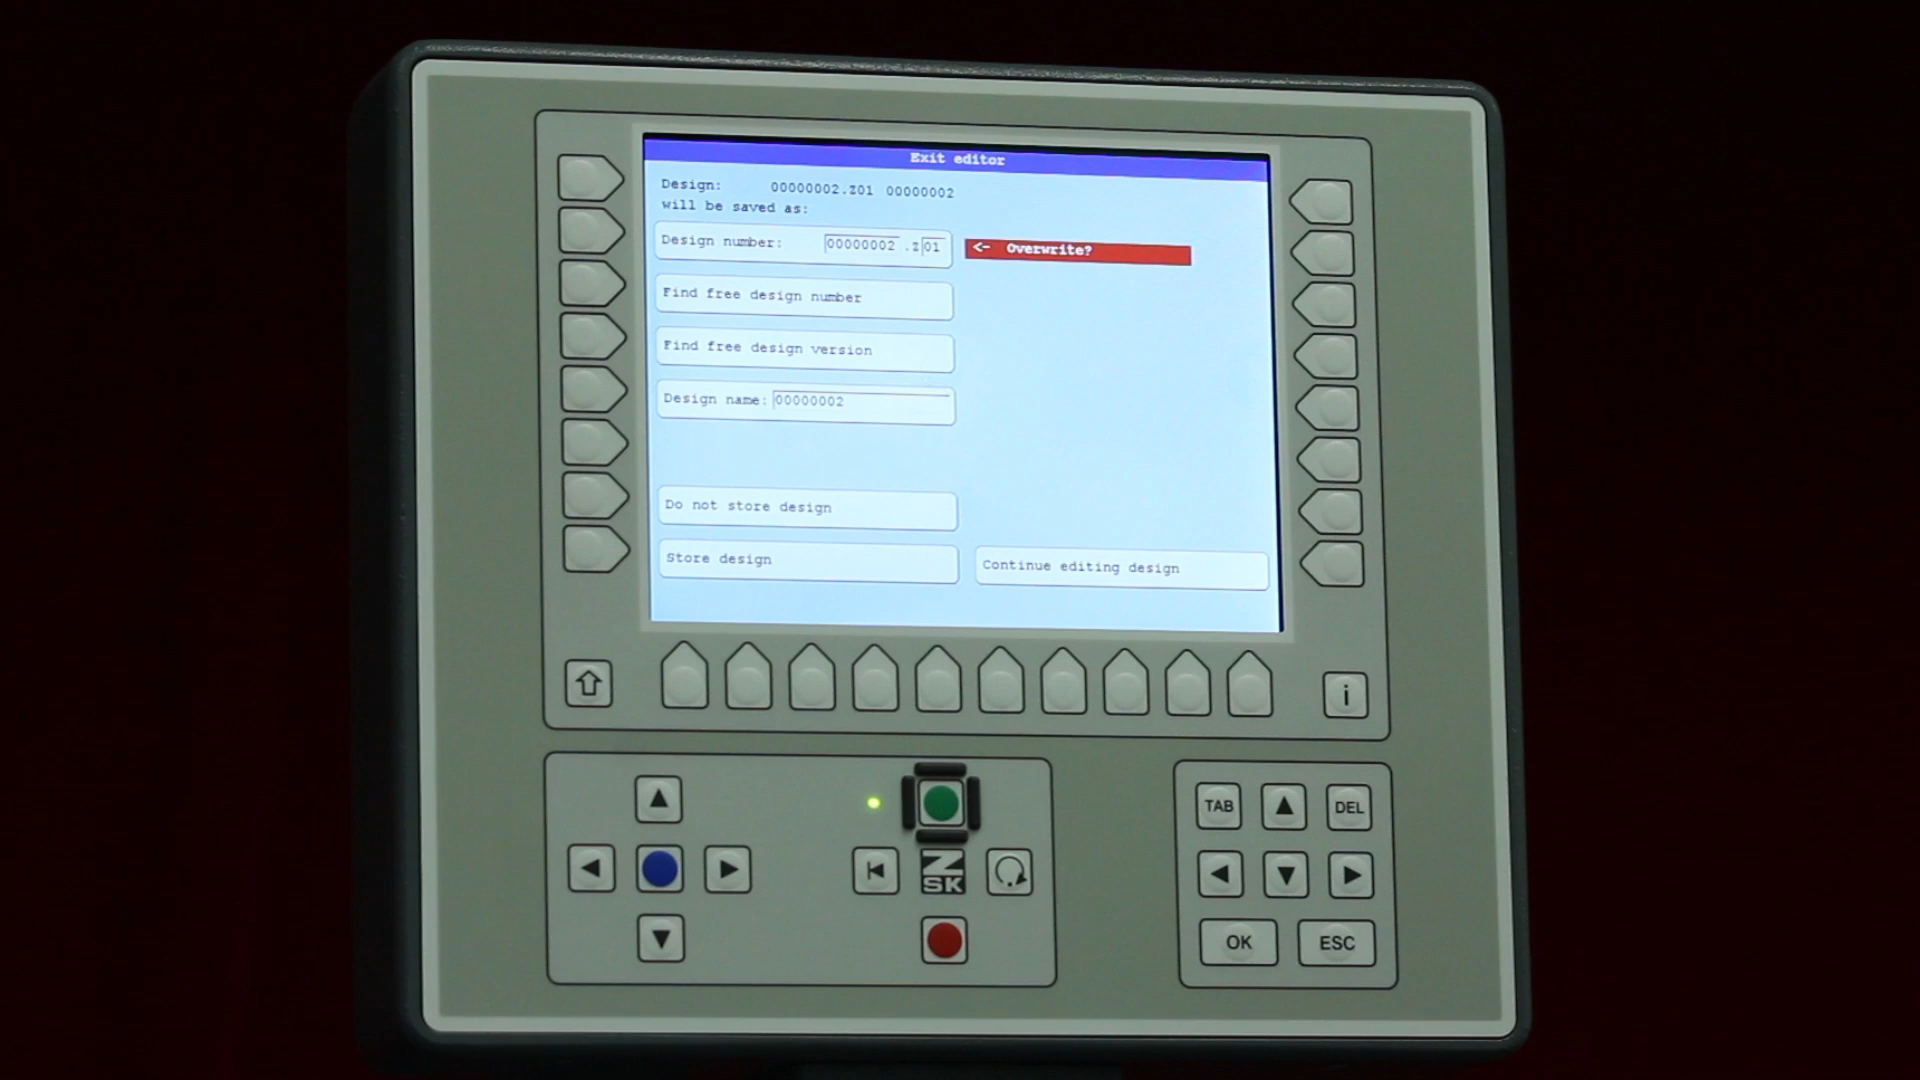 Exit editor
Design: 00000002.Z01 00000002
will be saved as:
Design number: 00000002 .Z 01
<- Overwrite?
Find free design number
Find free design version
Design name: 00000002
Do not store design
Store design
Continue editing design
i
TAB
DEL
ZSK
OK
ESC